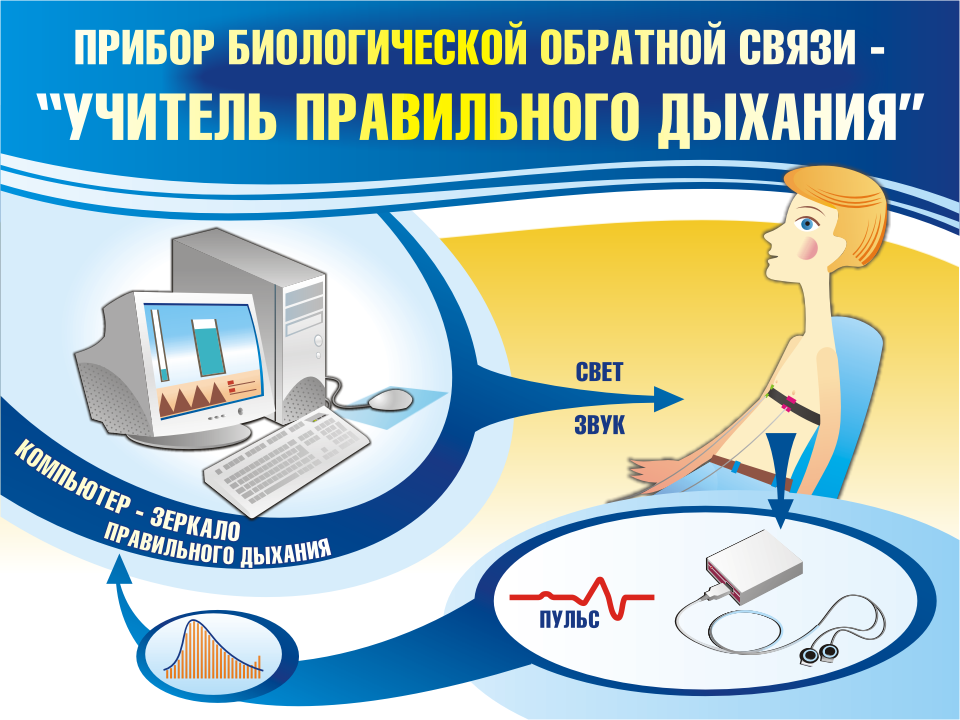 ПРИБОР БИОЛОГИЧЕСКОЙ ОБРАТНОЙ СВЯЗИ -
“УЧИТЕЛЬ ПРАВИЛЬНОГО ДЫХАНИЯ”
СВЕТ
ЗВУК
КОМПЬЮТЕР - ЗЕРКАЛО
ПРАВИЛЬНОГО ДЫХАНИЯ
ПУЛЬС